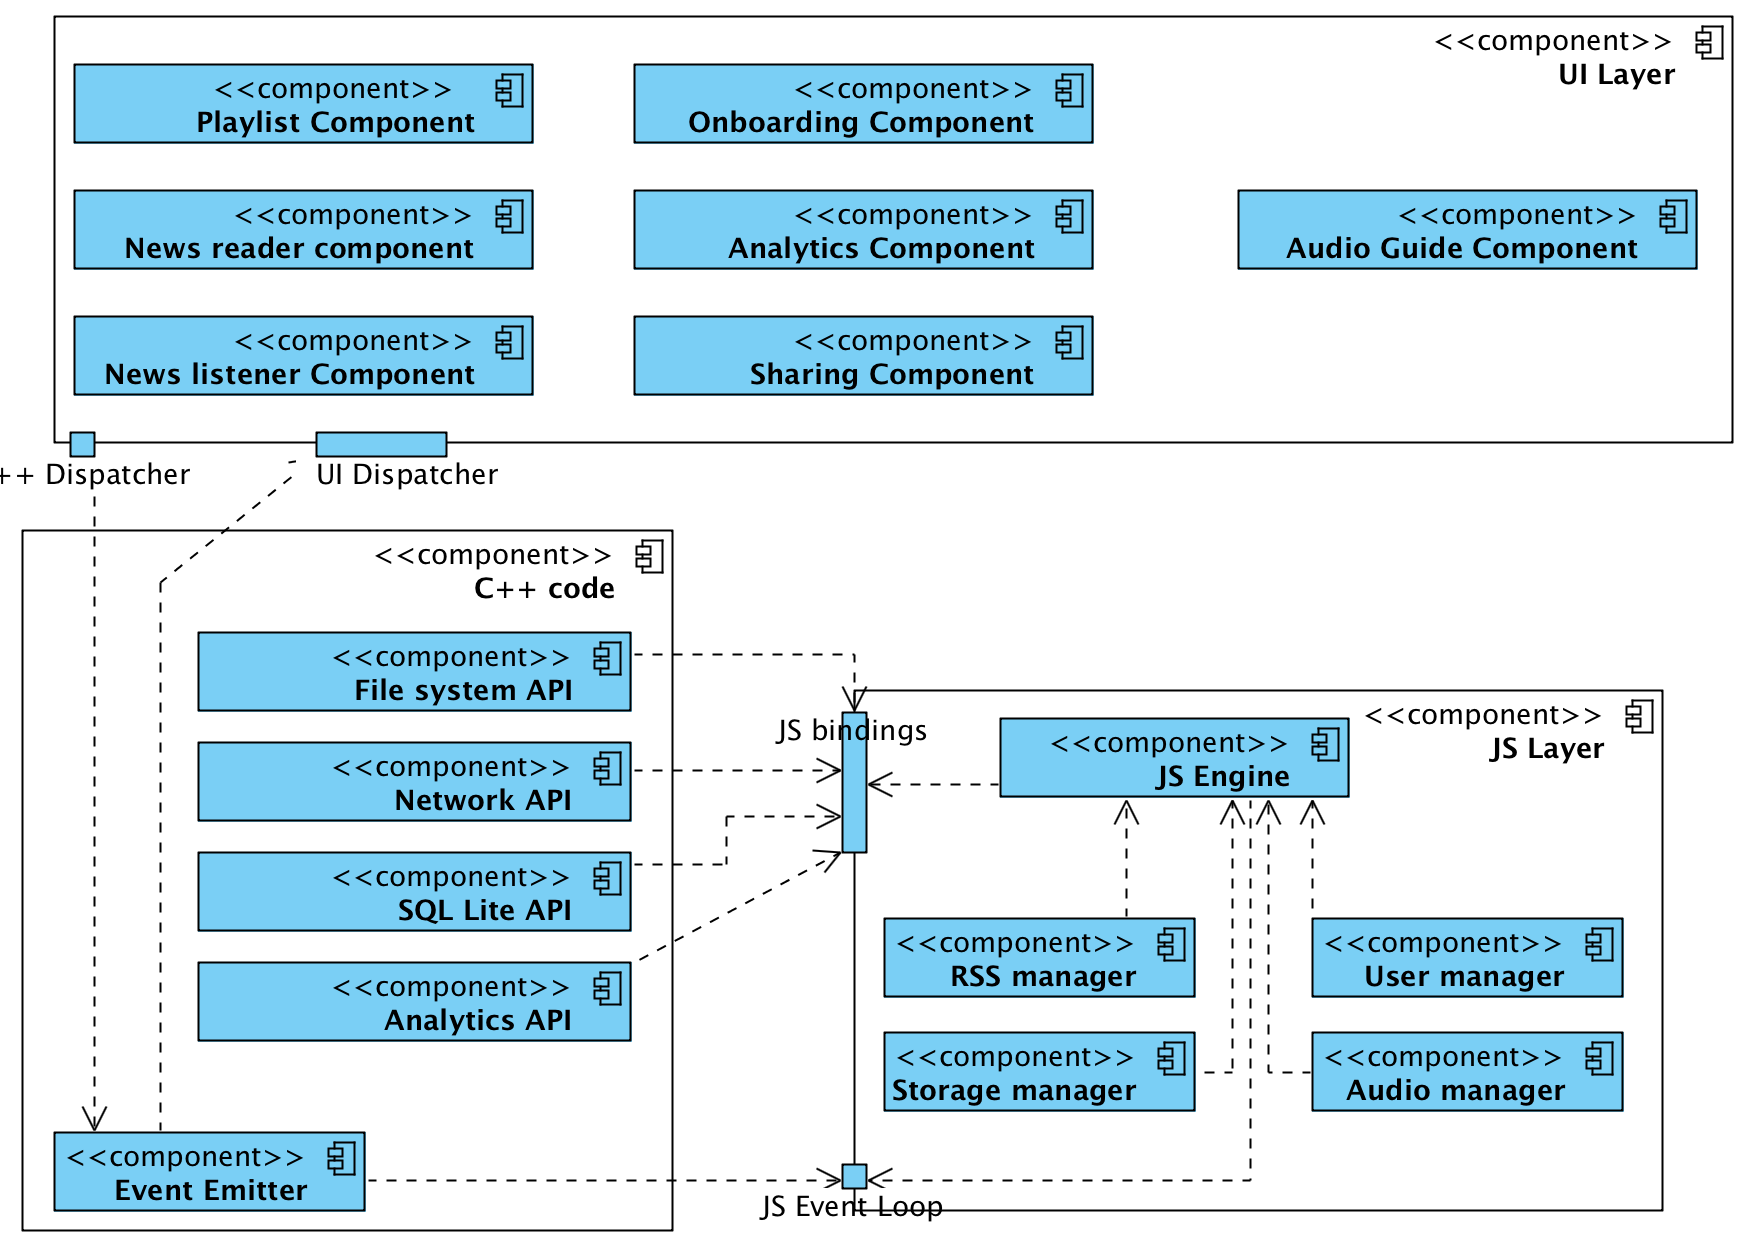 <<component>>
UI Layer
<<component>>
Playlist Component
<<component>>
Onboarding Component
<<component>>
News reader component
<<component>>
Analytics Component
<<component>>
Audio Guide Component
<<component>>
News listener Component
<<component>>
Sharing Component
++ Dispatcher
UI Dispatcher
<<component>>
C++ code
<<component>>
File system API
<<component>>
Network API
<<component>>
SQL Lite API
<<component>>
Analytics API
<<component>>
Event Emitter
JS bindings
<<component>>
JS Layer
<<component>>
JS Engine
<<component>>
RSS manager
<<component>>
User manager
<<component>>
Storage manager
<<component>>
Audio manager
JS Event Loop